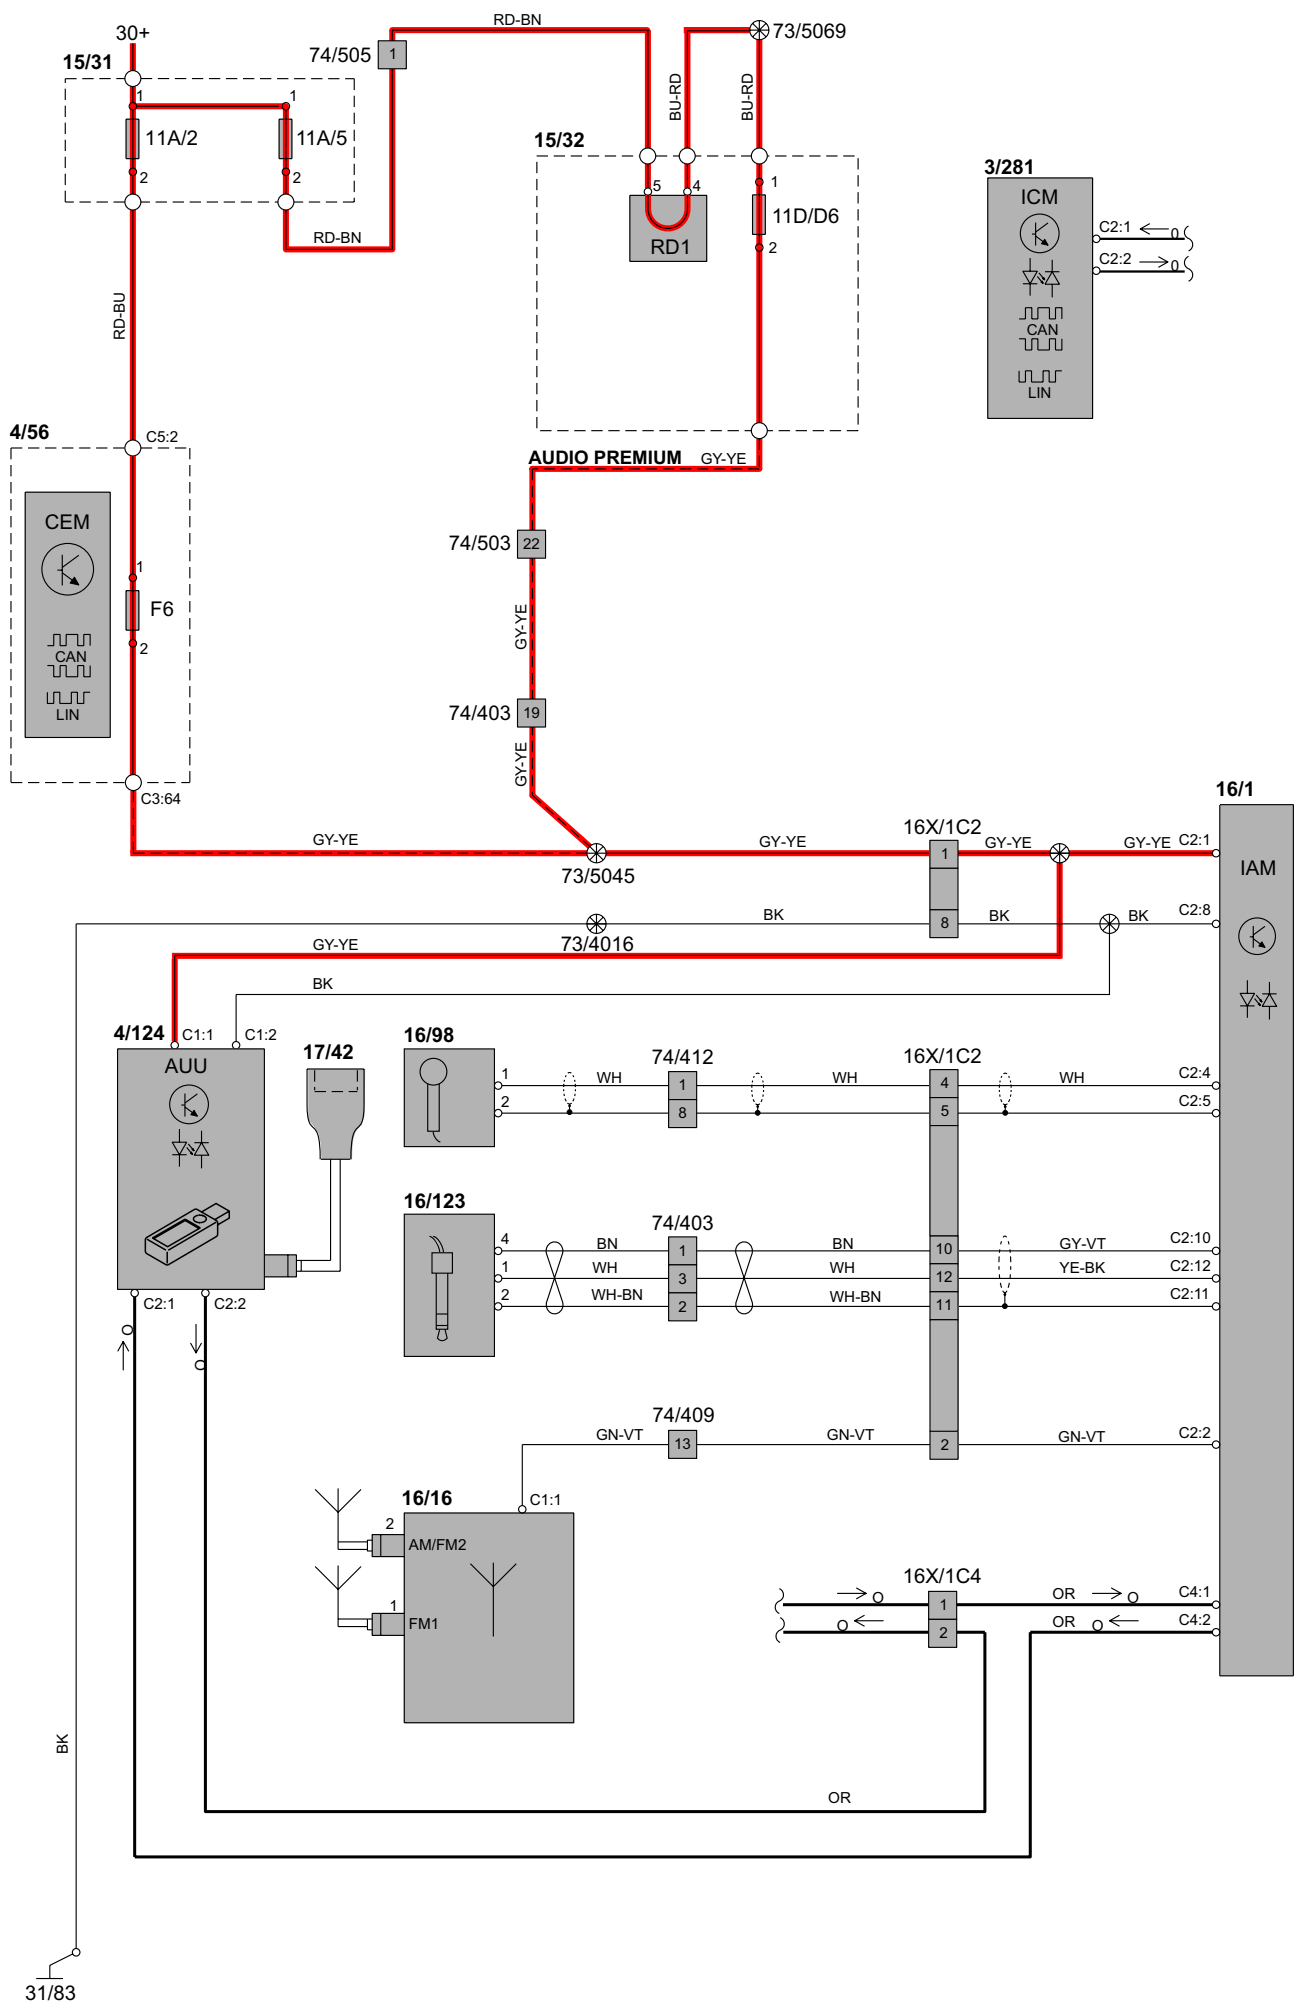 30+
RD-BN
73/5069
15/31
74/505
1
1
1
11A/2
11A/5
2
2
RD-BN
BU-RD
BU-RD
15/32
5
4
1
11D/D6
RD1
2
3/281
ICM
C2:1
0
C2:2
0
CAN
LIN
RD-BU
4/56
C5:2
AUDIO PREMIUM
GY-YE
CEM
1
F6
2
CAN
LIN
74/503
22
GY-YE
74/403
19
GY-YE
C3:64
16/1
GY-YE
GY-YE
16X/1C2
1
GY-YE
GY-YE
C2:1
73/5045
IAM
BK
8
BK
BK
C2:8
73/4016
GY-YE
BK
4/124
C1:1
C1:2
17/42
16/98
74/412
16X/1C2
AUU
1
WH
1
WH
4
WH
C2:4
2
8
5
C2:5
16/123
74/403
4
BN
1
BN
10
GY-VT
C2:10
1
WH
3
WH
12
YE-BK
C2:12
2
WH-BN
2
WH-BN
11
C2:11
C2:1
C2:2
O
O
74/409
GN-VT
13
GN-VT
2
GN-VT
C2:2
16/16
C1:1
2
AM/FM2
1
FM1
16X/1C4
O
1
OR
O
C4:1
O
2
OR
O
C4:2
BK
OR
31/83